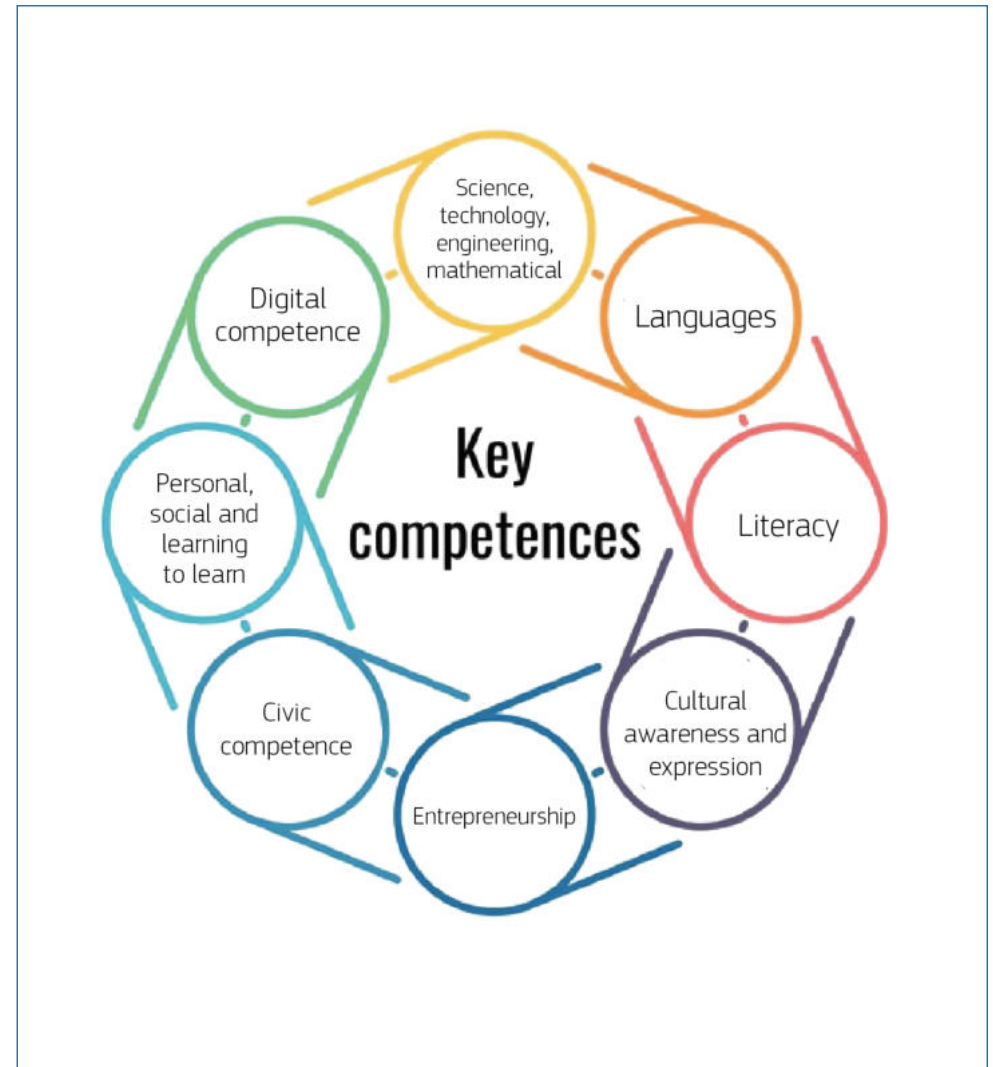 Science,
technology,
engineering,
mathematical
Languages
Literacy
Cultural
awareness and
expression
Entrepreneurship
Civic
competence
Personal,
social and
learning
to learn
Digital
competence
Key
competences